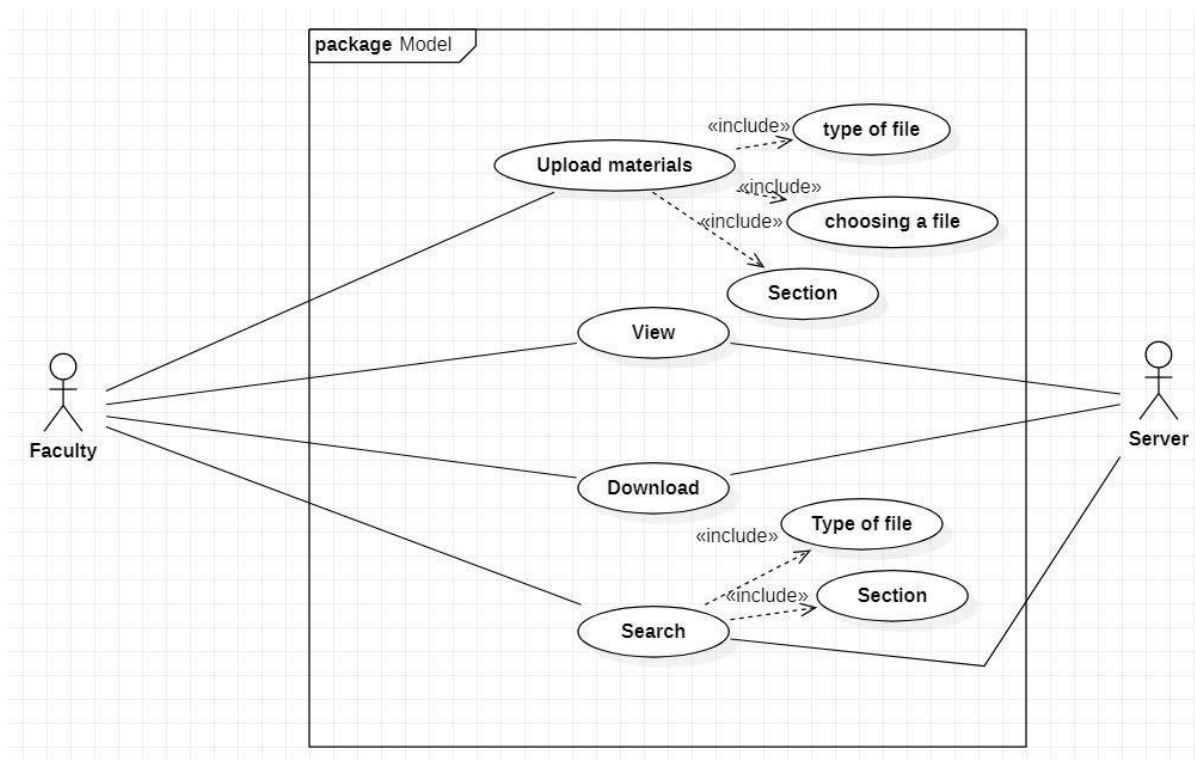 package Model
«include»
type of file
Upload materials
«include»
choosing a file
«include»
Section
View
Faculty
Server
Download
Type of file
«include»
«include»
Section
Search